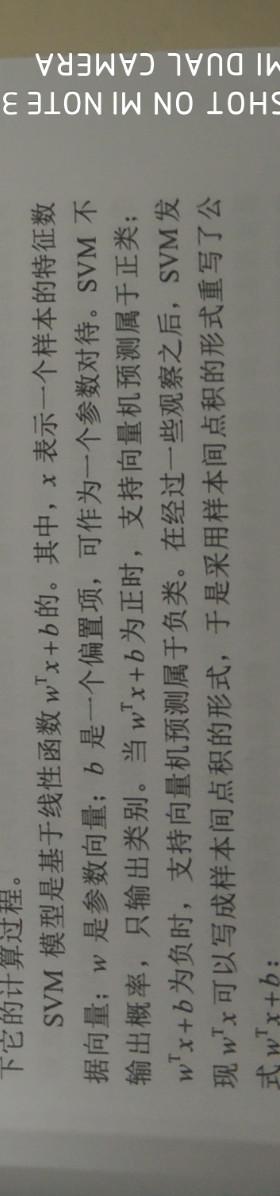 下它的计算过程。
SVM 模型是基于线性函数 wᵀx+b 的。其中，x 表示一个样本的特征数
据向量；w 是参数向量；b 是一个偏置项，可作为一个参数对待。SVM 不
输出概率，只输出类别。当 wᵀx+b 为正时，支持向量机预测属于正类；
wᵀx+b 为负时，支持向量机预测属于负类。在经过一些观察之后，SVM 发
现 wᵀx 可以写成样本间点积的形式，于是采用样本间点积的形式重写了公
式 wᵀx+b：
SHOT ON MI NOTE 3
MI DUAL CAMERA